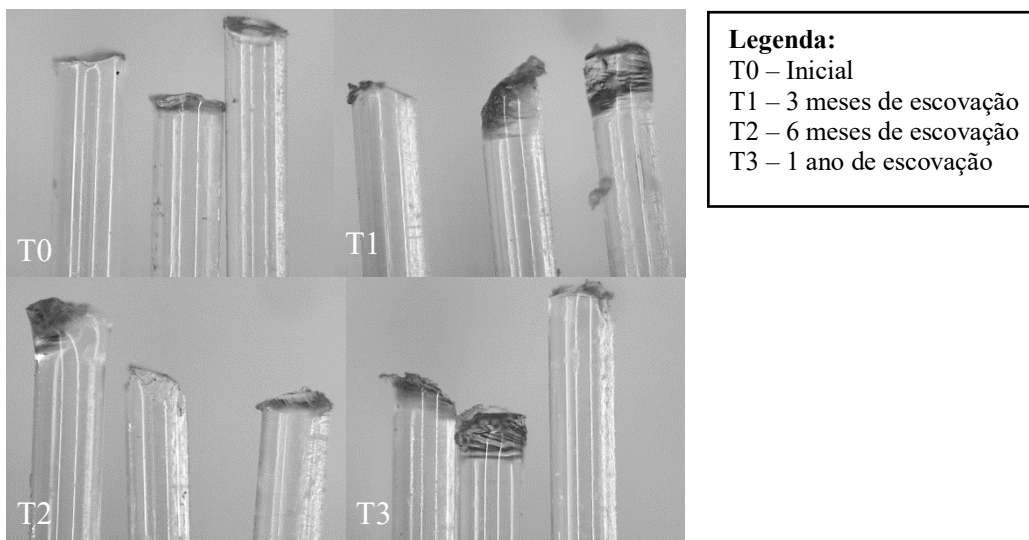 T0
T1
T2
T3
Legenda:
T0 – Inicial
T1 – 3 meses de escovação
T2 – 6 meses de escovação
T3 – 1 ano de escovação